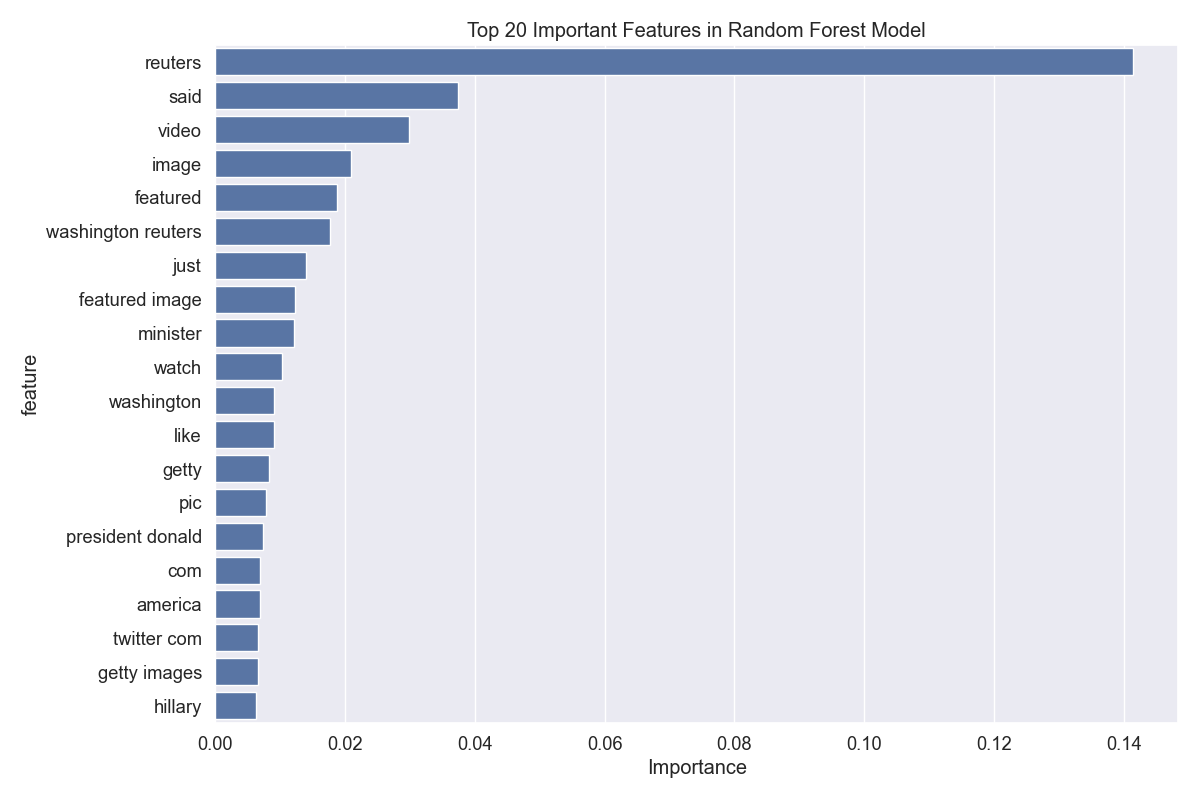 Top 20 Important Features in Random Forest Model
reuters
said
video
image
featured
washington reuters
just
featured image
minister
watch
washington
like
getty
pic
president donald
com
america
twitter com
getty images
hillary
feature
0.00 0.02 0.04 0.06 0.08 0.10 0.12 0.14
Importance